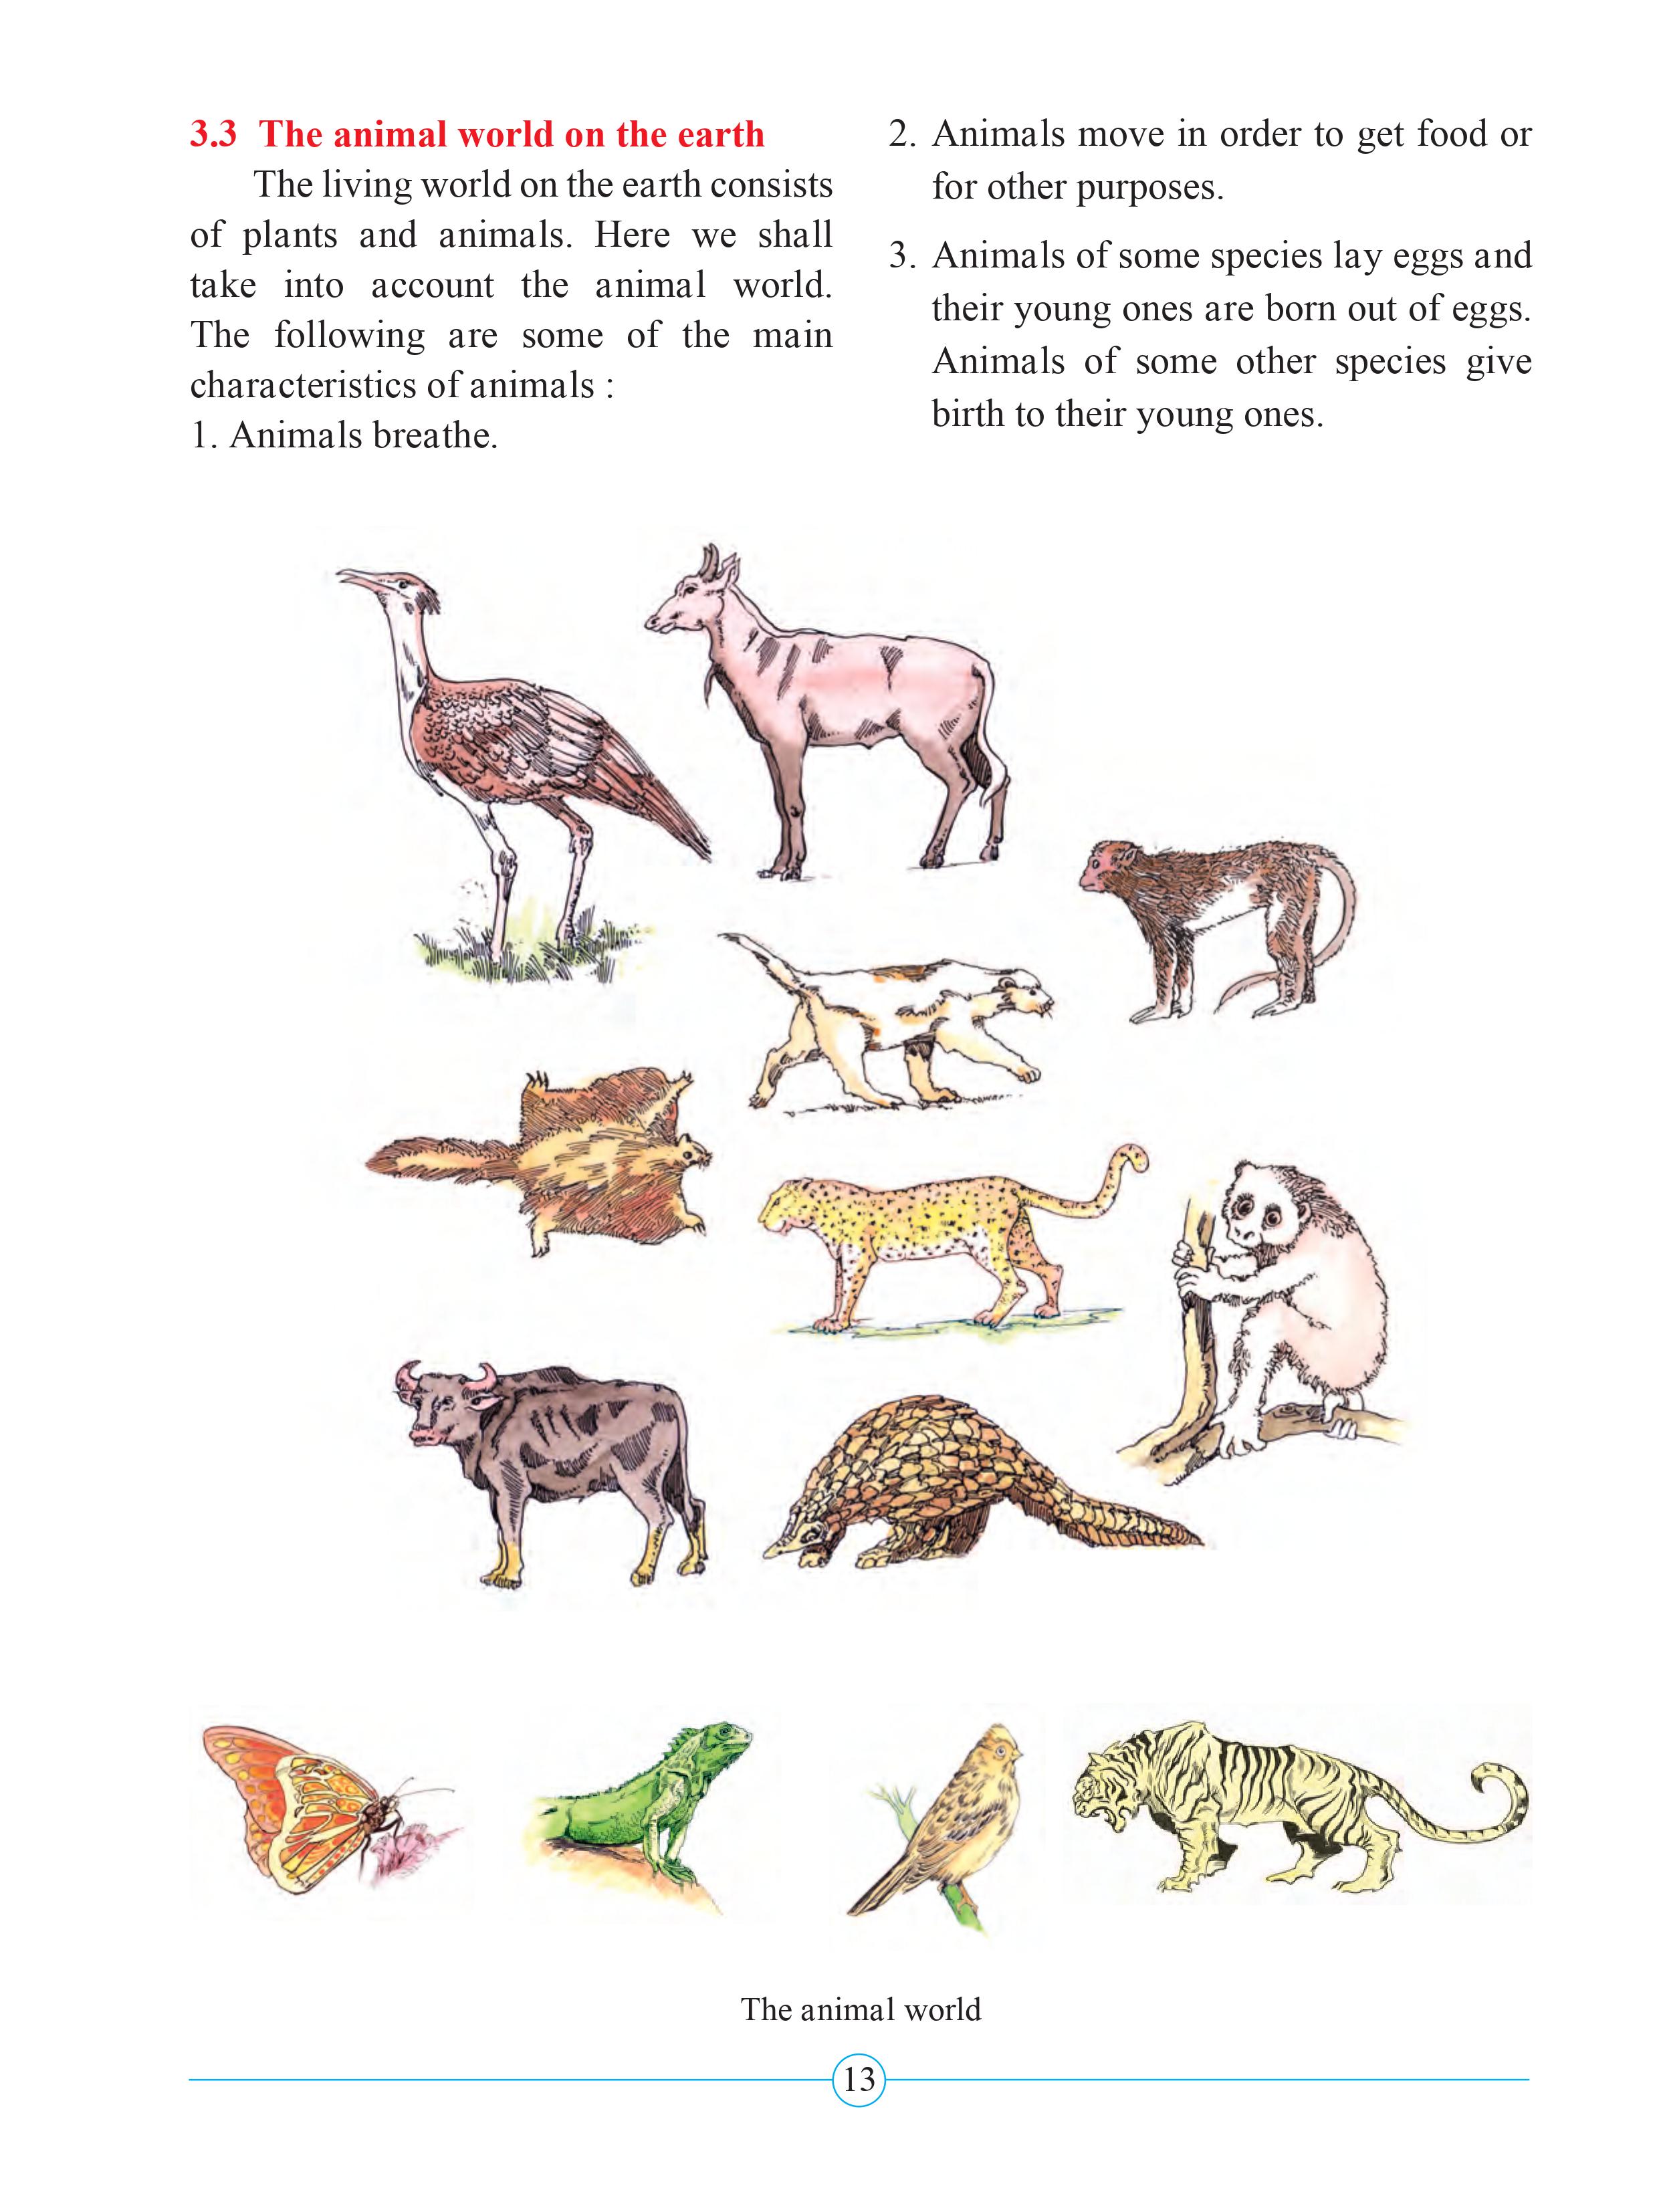 3.3 The animal world on the earth
The living world on the earth consists
of plants and animals. Here we shall
take into account the animal world.
The following are some of the main
characteristics of animals :
1. Animals breathe.
2. Animals move in order to get food or
for other purposes.
3. Animals of some species lay eggs and
their young ones are born out of eggs.
Animals of some other species give
birth to their young ones.
The animal world
13